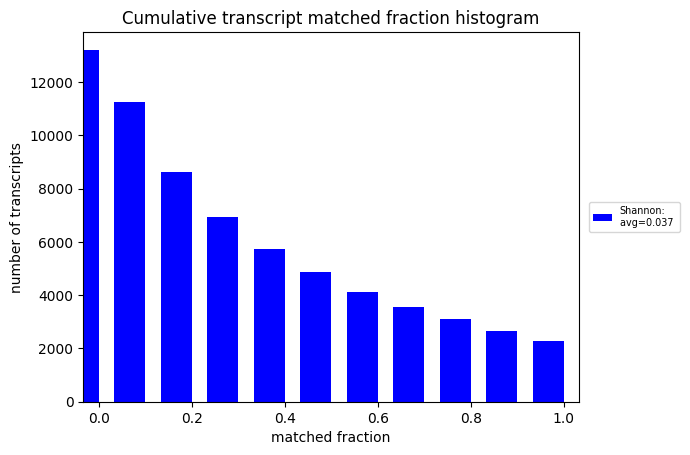 Cumulative transcript matched fraction histogram
number of transcripts
12000
10000
8000
6000
4000
2000
0
0.0 0.2 0.4 0.6 0.8 1.0
matched fraction
Shannon:
avg=0.037